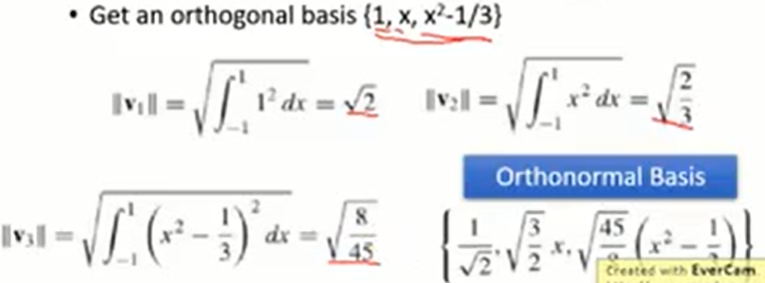 • Get an orthogonal basis {1, x, x²-1/3}
‖v₁‖ = √(∫₋₁¹ 1² dx) = √2 ‖v₂‖ = √(∫₋₁¹ x² dx) = √(2/3)
Orthonormal Basis
‖v₃‖ = √(∫₋₁¹ (x² − 1/3)² dx) = √(8/45) {1/√2, √(3/2) x, √(45/8) (x² − 1/3)}
Created with EverCam